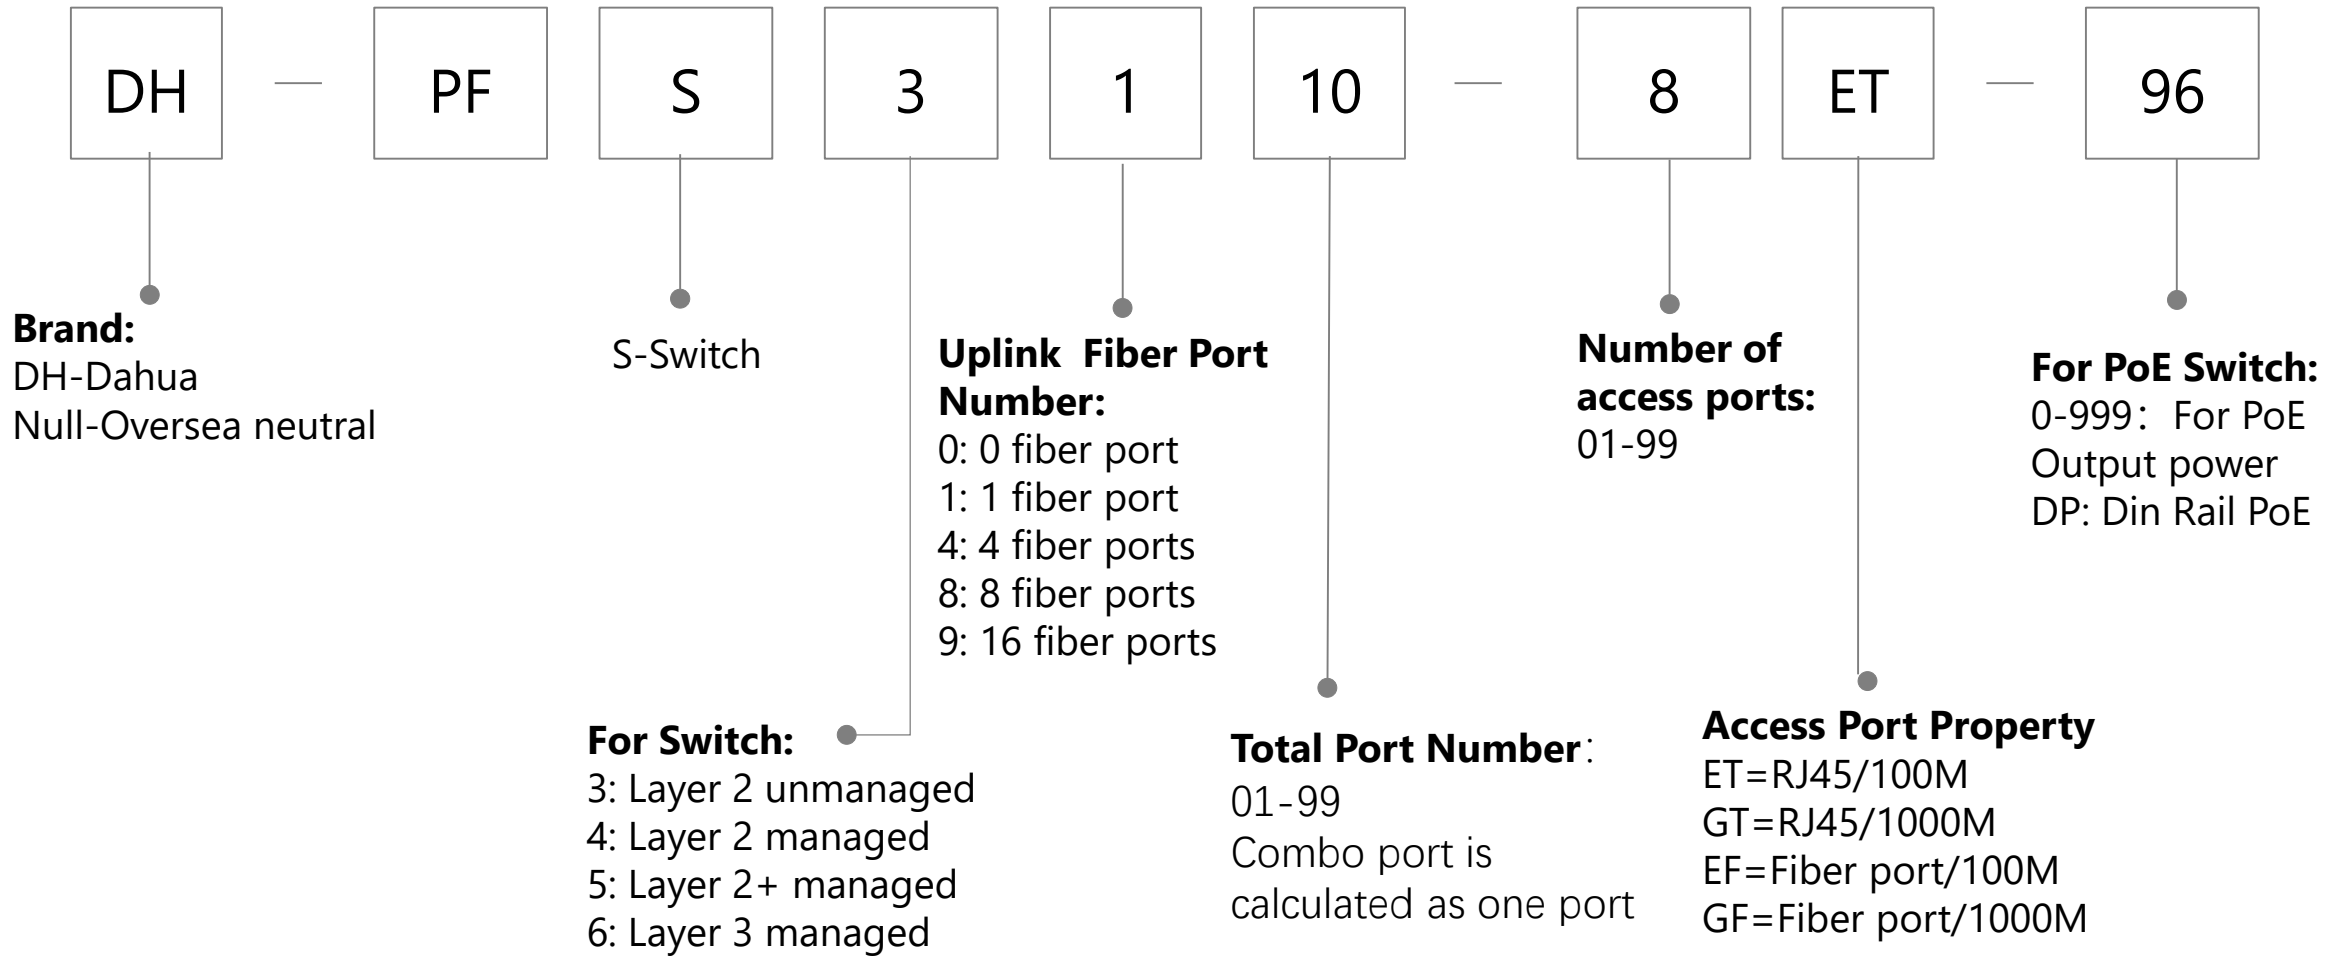 DH — PF S 3 1 10 — 8 ET — 96
Brand:
DH-Dahua
Null-Oversea neutral
S-Switch
For Switch:
3: Layer 2 unmanaged
4: Layer 2 managed
5: Layer 2+ managed
6: Layer 3 managed
Uplink  Fiber Port
Number:
0: 0 fiber port
1: 1 fiber port
4: 4 fiber ports
8: 8 fiber ports
9: 16 fiber ports
Total Port Number：
01-99
Combo port is
calculated as one port
Number of
access ports:
01-99
Access Port Property
ET=RJ45/100M
GT=RJ45/1000M
EF=Fiber port/100M
GF=Fiber port/1000M
For PoE Switch:
0-999：For PoE
Output power
DP: Din Rail PoE